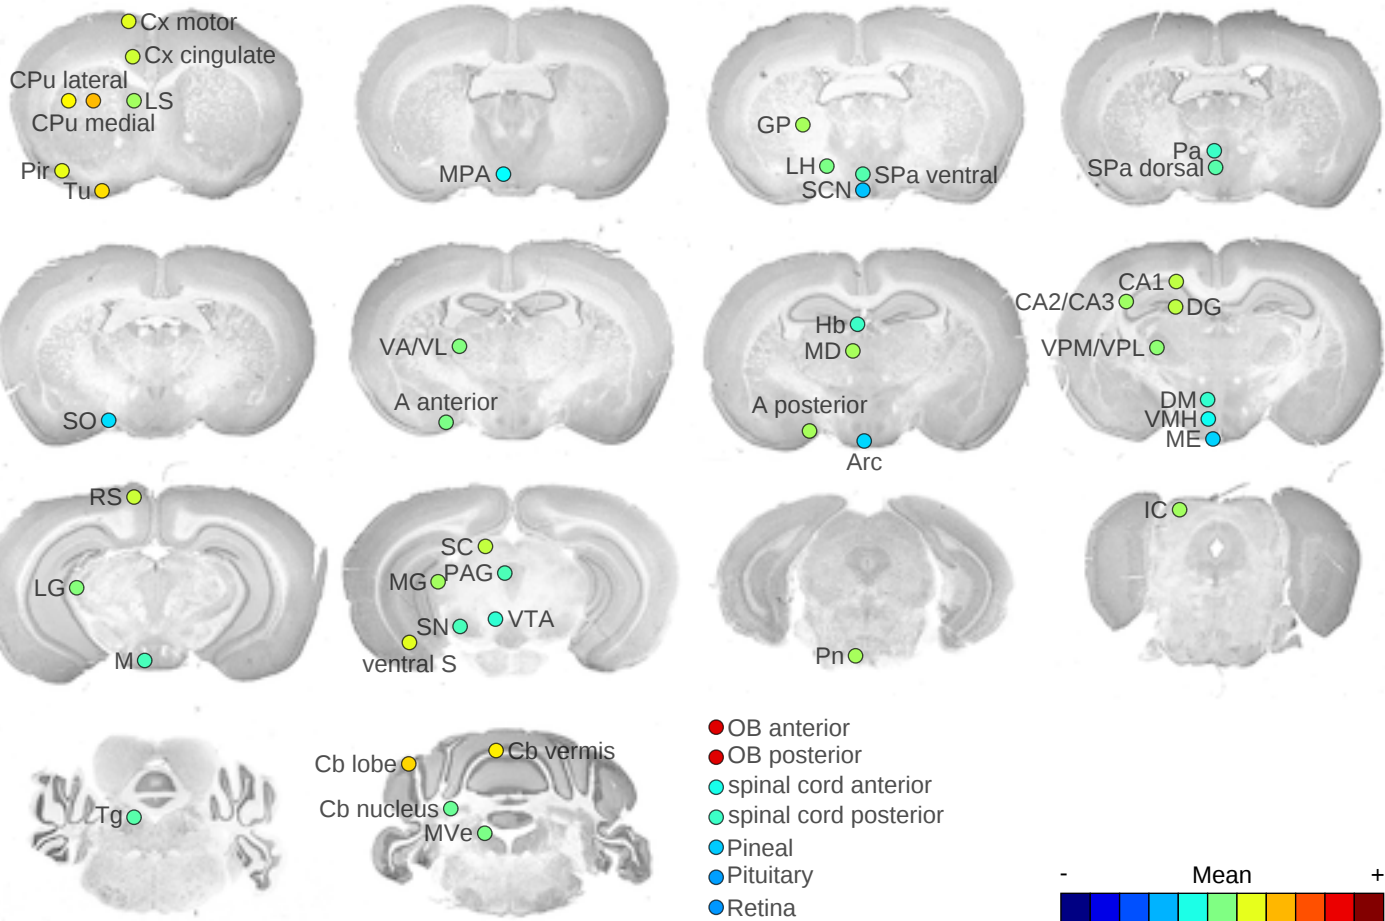 Cx motor
Cx cingulate
CPu lateral
LS
CPu medial
Pir
Tu
MPA
GP
LH
SPa ventral
SCN
Pa
SPa dorsal
SO
VA/VL
A anterior
Hb
MD
A posterior
Arc
CA1
CA2/CA3
DG
VPM/VPL
DM
VMH
ME
RS
LG
M
SC
PAG
MG
VTA
SN
ventral S
Pn
IC
Tg
Cb vermis
Cb lobe
Cb nucleus
MVe
OB anterior
OB posterior
spinal cord anterior
spinal cord posterior
Pineal
Pituitary
Retina
- Mean +